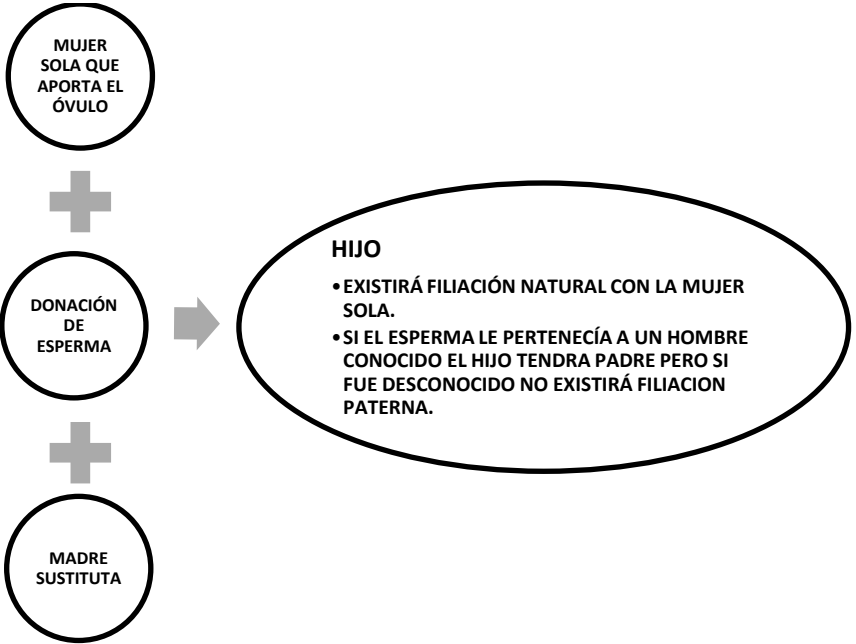 MUJER
SOLA QUE
APORTA EL
ÓVULO
DONACIÓN
DE
ESPERMA
MADRE
SUSTITUTA
HIJO
•EXISTIRÁ FILIACIÓN NATURAL CON LA MUJER
SOLA.
•SI EL ESPERMA LE PERTENECÍA A UN HOMBRE
CONOCIDO EL HIJO TENDRA PADRE PERO SI
FUE DESCONOCIDO NO EXISTIRÁ FILIACION
PATERNA.